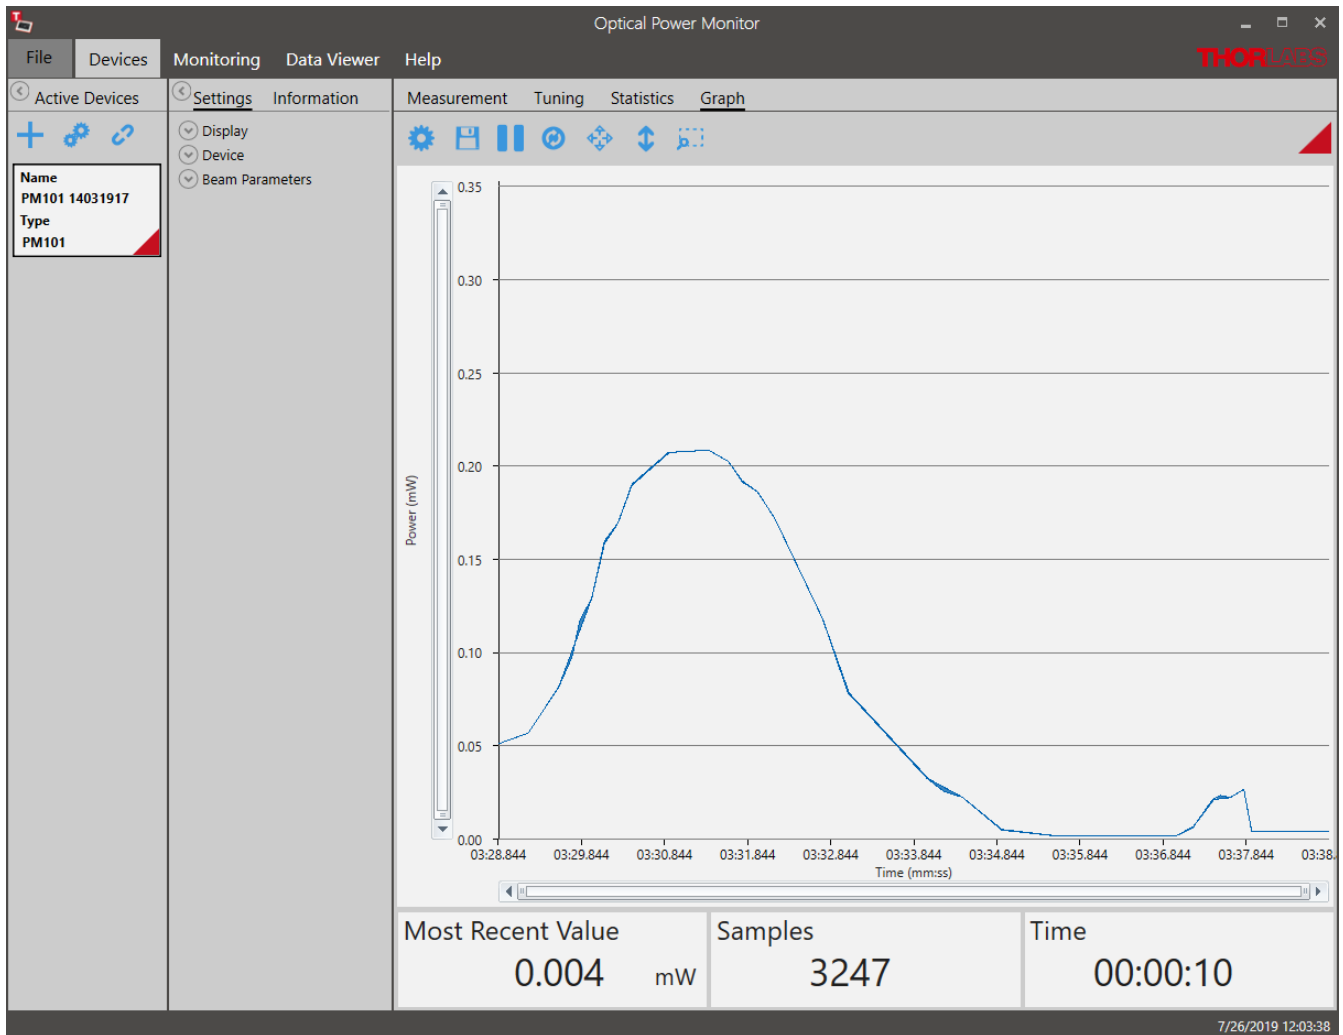 Optical Power Monitor
File Devices Monitoring Data Viewer Help
THORLABS
Active Devices
Settings Information
Measurement Tuning Statistics Graph
Name
PM101 14031917
Type
PM101
Display
Device
Beam Parameters
0.35
0.30
0.25
0.20
0.15
0.10
0.05
0.00
Power (mW)
03:28.844 03:29.844 03:30.844 03:31.844 03:32.844 03:33.844 03:34.844 03:35.844 03:36.844 03:37.844 03:38.
Time (mm:ss)
Most Recent Value
0.004 mW
Samples
3247
Time
00:00:10
7/26/2019 12:03:38